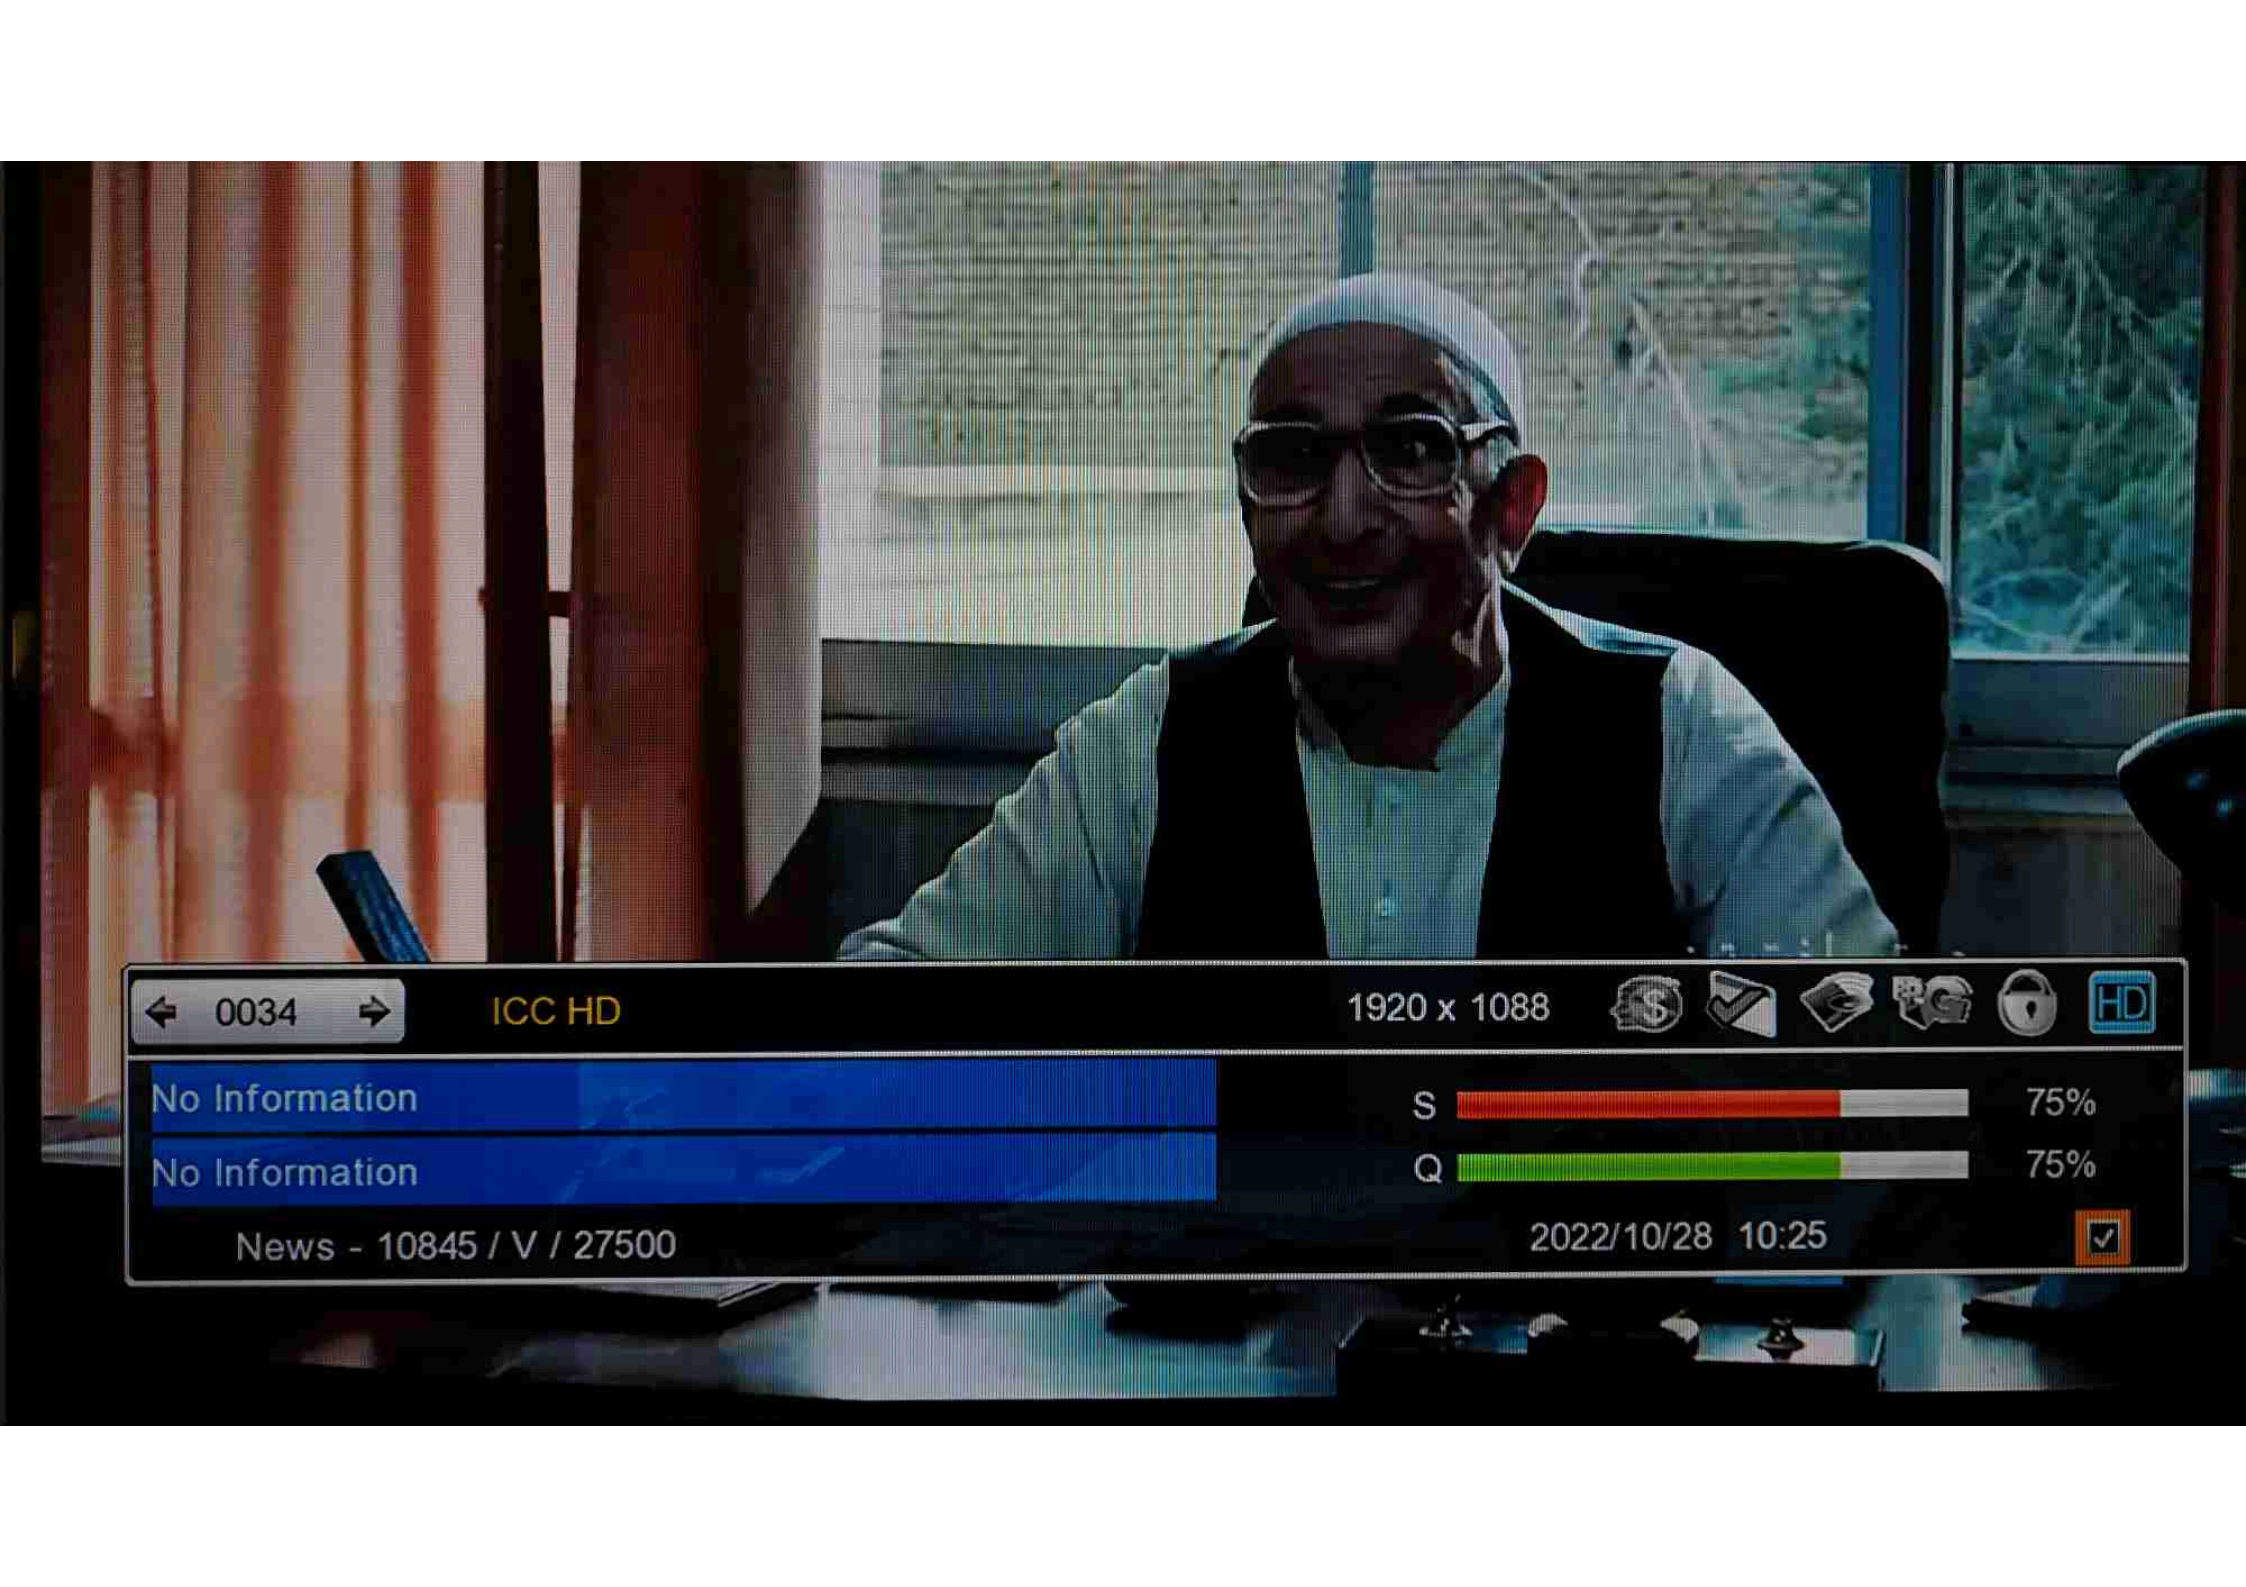 0034 ICC HD 1920 x 1088 $ G HD
No Information
S 75%
No Information
Q 75%
News - 10845 / V / 27500 2022/10/28 10:25